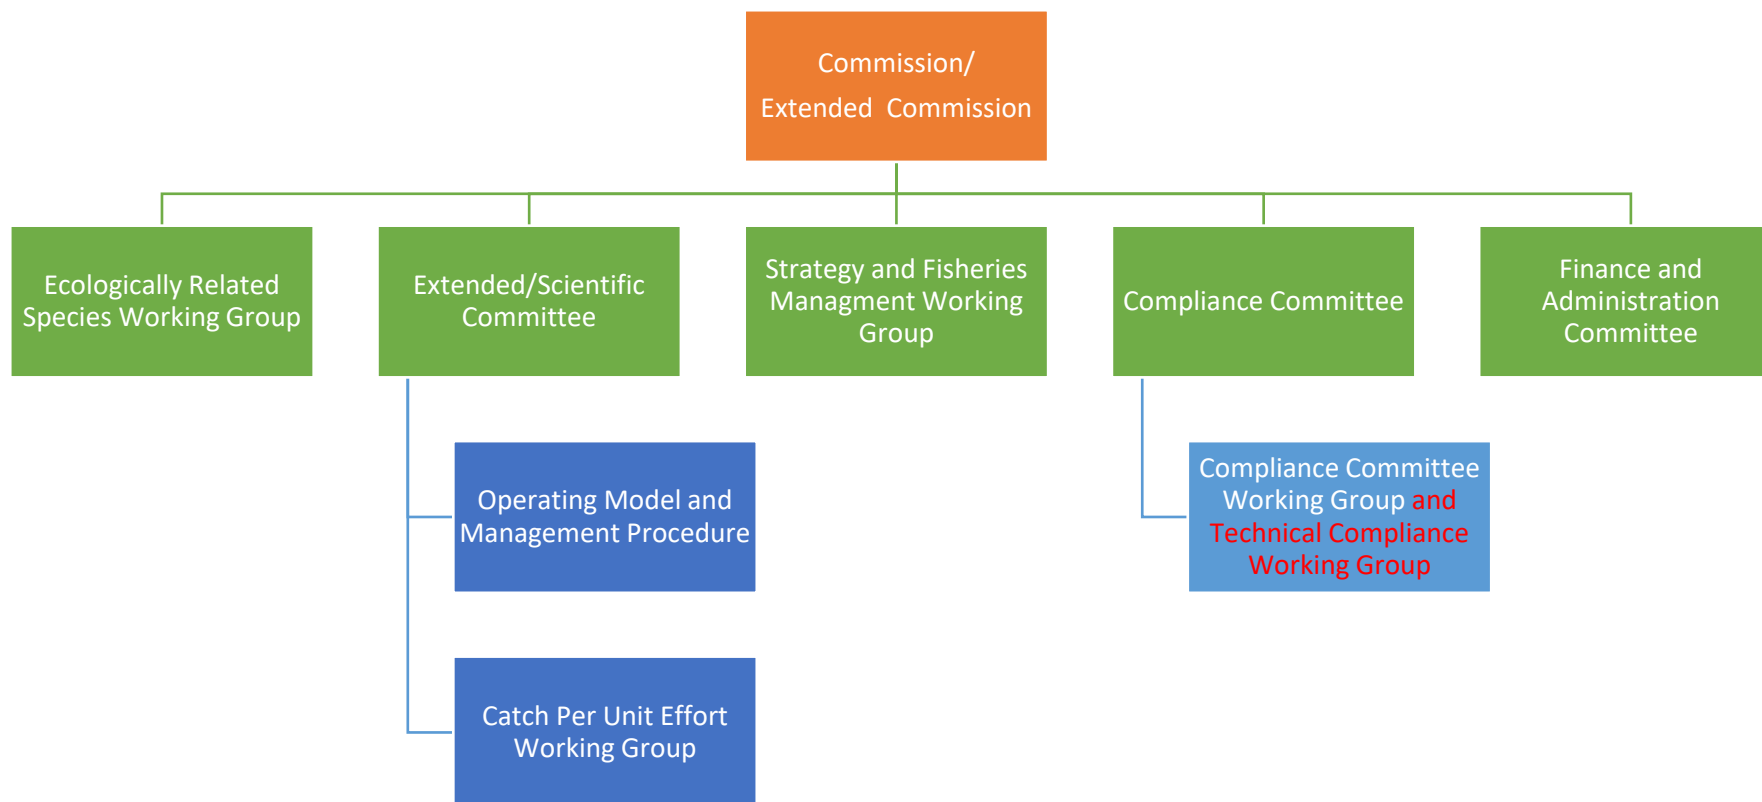 Commission/
Extended Commission
Ecologically Related
Species Working Group
Extended/Scientific
Committee
Strategy and Fisheries
Managment Working
Group
Compliance Committee
Finance and
Administration
Committee
Operating Model and
Management Procedure
Compliance Committee
Working Group and
Technical Compliance
Working Group
Catch Per Unit Effort
Working Group